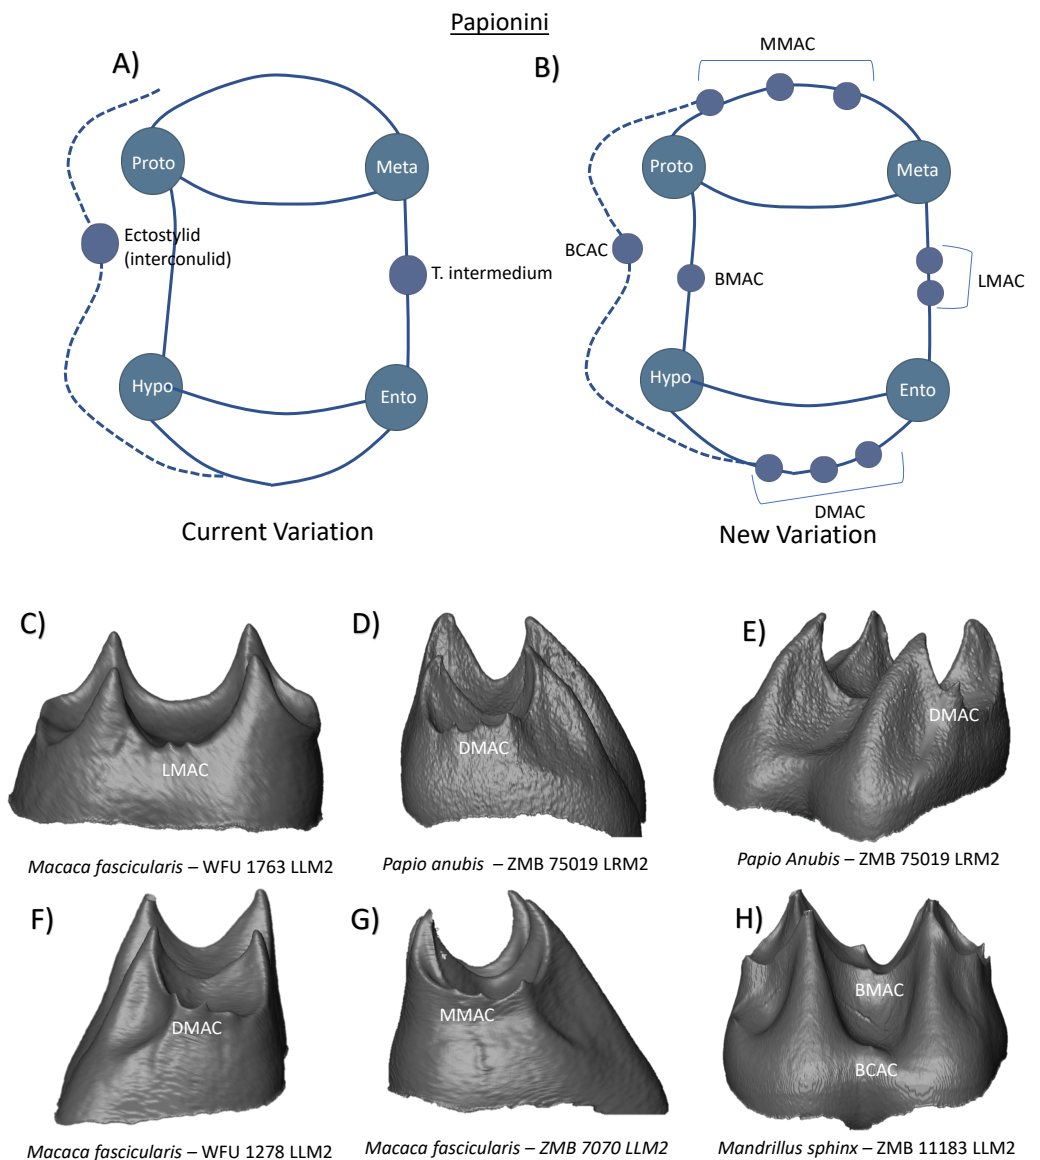 Papionini
A)
B)
MMAC
Proto
Meta
Proto
Meta
Ectostylid
(interconulid)
T. intermedium
BCAC
BMAC
LMAC
Hypo
Ento
Hypo
Ento
DMAC
Current Variation
New Variation
C)
D)
E)
LMAC
DMAC
DMAC
Macaca fascicularis – WFU 1763 LLM2
Papio anubis – ZMB 75019 LRM2
Papio Anubis – ZMB 75019 LRM2
F)
G)
H)
DMAC
MMAC
BMAC
BCAC
Macaca fascicularis – WFU 1278 LLM2
Macaca fascicularis – ZMB 7070 LLM2
Mandrillus sphinx – ZMB 11183 LLM2